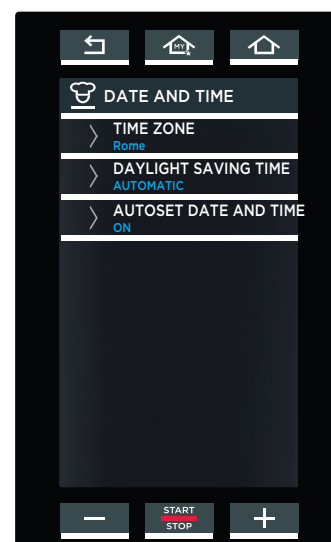 MY
DATE AND TIME
TIME ZONE
Rome
DAYLIGHT SAVING TIME
AUTOMATIC
AUTOSET DATE AND TIME
ON
START
STOP